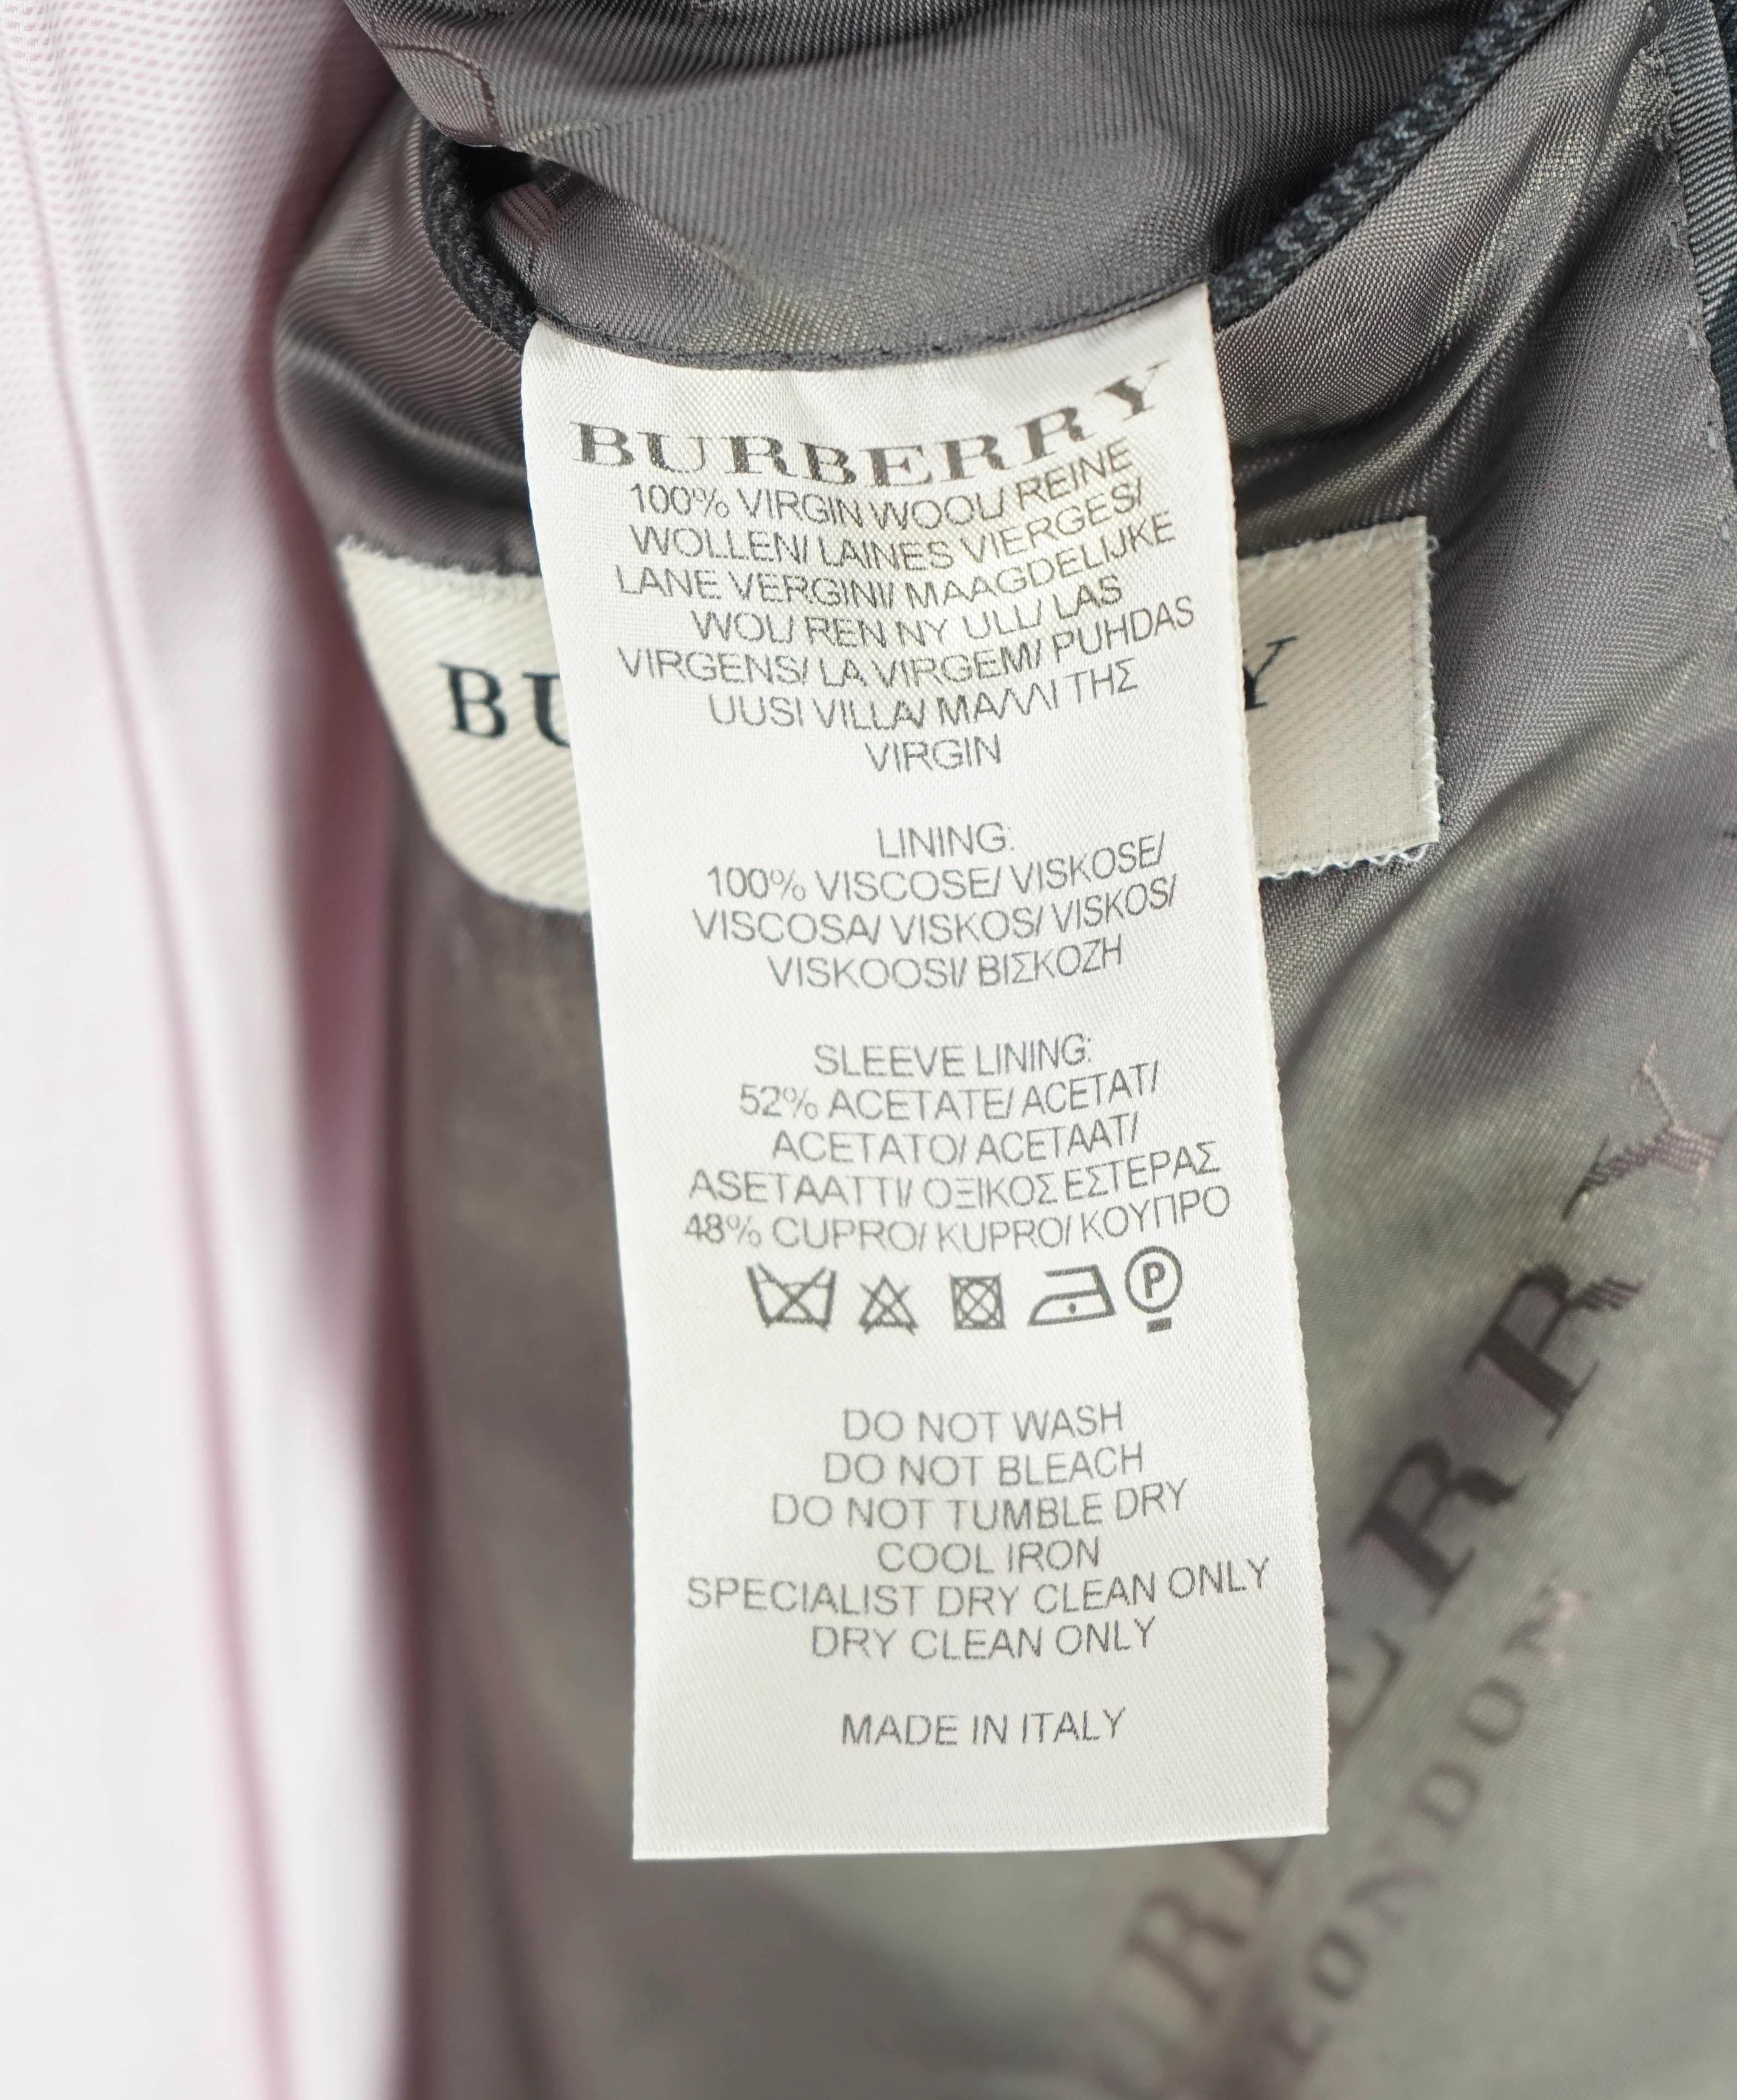 BURBERRY
100% VIRGIN WOOL/ REINE
WOLLEN/ LAINES VIERGES/
LANE VERGINI/ MAAGDELIJKE
WOL/ REN NY ULL/ LAS
VIRGENS/ LA VIRGEM/ PUHDAS
UUSI VILLA/ ΜΑΛΛΙ ΤΗΣ
VIRGIN
LINING:
100% VISCOSE/ VISKOSE/
VISCOSA/ VISKOS/ VISKOS/
VISKOOSI/ ΒΙΣΚΟΖΗ
SLEEVE LINING:
52% ACETATE/ ACETAT/
ACETATO/ ACETAAT/
ASETAATTI/ ΟΞΙΚΟΣ ΕΣΤΕΡΑΣ
48% CUPRO/ KUPRO/ ΚΟΥΠΡΟ
P
DO NOT WASH
DO NOT BLEACH
DO NOT TUMBLE DRY
COOL IRON
SPECIALIST DRY CLEAN ONLY
DRY CLEAN ONLY
MADE IN ITALY
BU
Y
RBERRY
LONDON